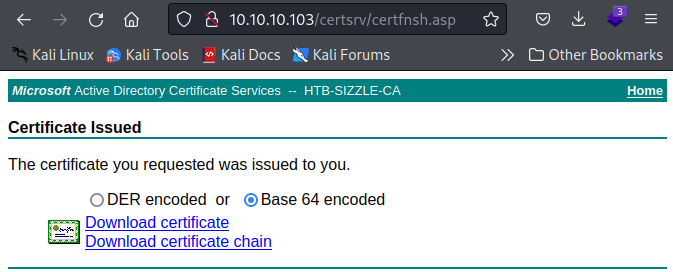 3
10.10.10.103/certsrv/certfnsh.asp
Kali Linux Kali Tools Kali Docs Kali Forums » Other Bookmarks
Microsoft Active Directory Certificate Services -- HTB-SIZZLE-CA Home
Certificate Issued
The certificate you requested was issued to you.
DER encoded or Base 64 encoded
Download certificate
Download certificate chain